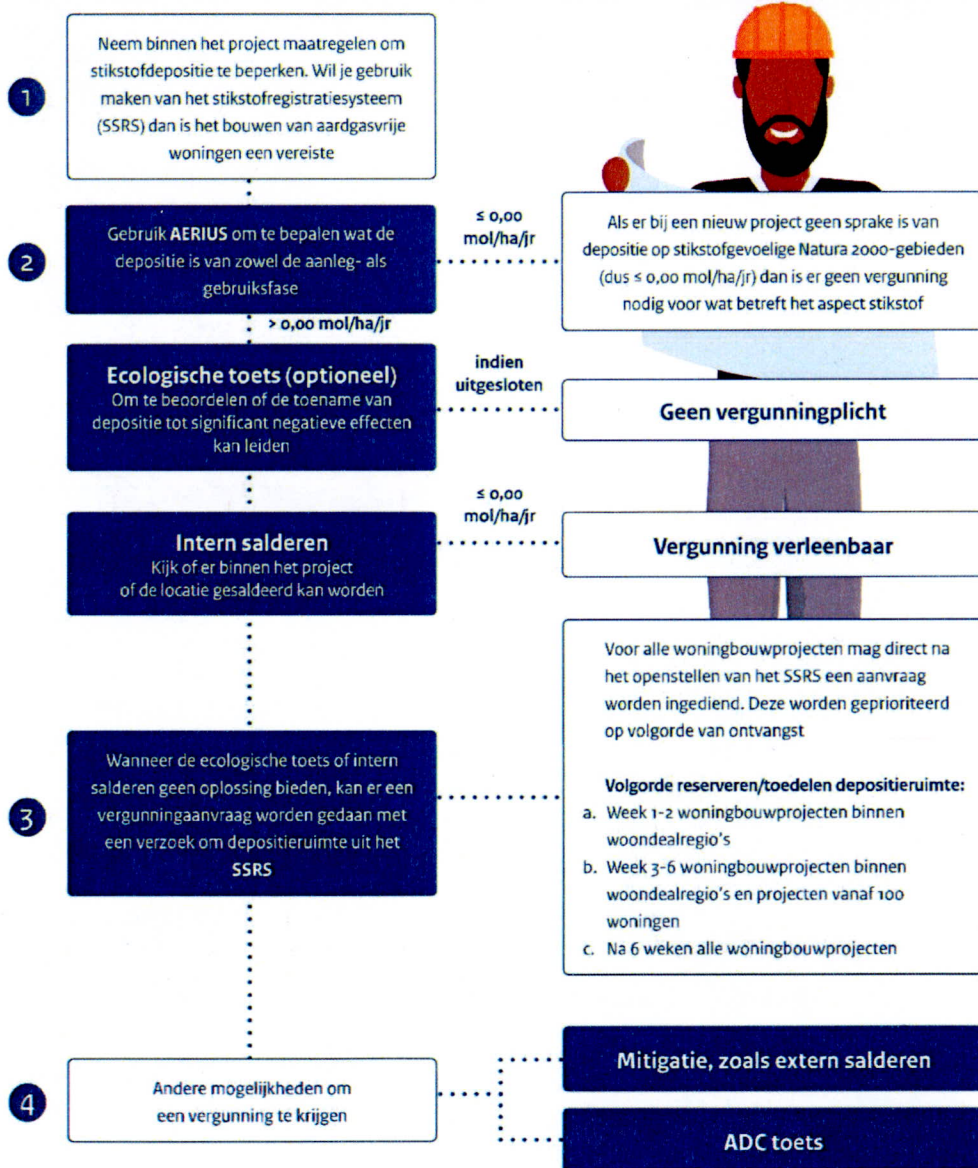 1
Neem binnen het project maatregelen om
stikstofdepositie te beperken. Wil je gebruik
maken van het stikstofregistratiesysteem
(SSRS) dan is het bouwen van aardgasvrije
woningen een vereiste
2
Gebruik AERIUS om te bepalen wat de
depositie is van zowel de aanleg- als
gebruiksfase
≤ 0,00
mol/ha/jr
Als er bij een nieuw project geen sprake is van
depositie op stikstofgevoelige Natura 2000-gebieden
(dus ≤ 0,00 mol/ha/jr) dan is er geen vergunning
nodig voor wat betreft het aspect stikstof
> 0,00 mol/ha/jr
Ecologische toets (optioneel)
Om te beoordelen of de toename van
depositie tot significant negatieve effecten
kan leiden
indien
uitgesloten
Geen vergunningplicht
Intern salderen
Kijk of er binnen het project
of de locatie gesaldeerd kan worden
≤ 0,00
mol/ha/jr
Vergunning verleenbaar
3
Wanneer de ecologische toets of intern
salderen geen oplossing bieden, kan er een
vergunningaanvraag worden gedaan met
een verzoek om depositieruimte uit het
SSRS
Voor alle woningbouwprojecten mag direct na
het openstellen van het SSRS een aanvraag
worden ingediend. Deze worden geprioriteerd
op volgorde van ontvangst
Volgorde reserveren/toedelen depositieruimte:
a. Week 1-2 woningbouwprojecten binnen
woondealregio's
b. Week 3-6 woningbouwprojecten binnen
woondealregio's en projecten vanaf 100
woningen
c. Na 6 weken alle woningbouwprojecten
4
Andere mogelijkheden om
een vergunning te krijgen
Mitigatie, zoals extern salderen
ADC toets